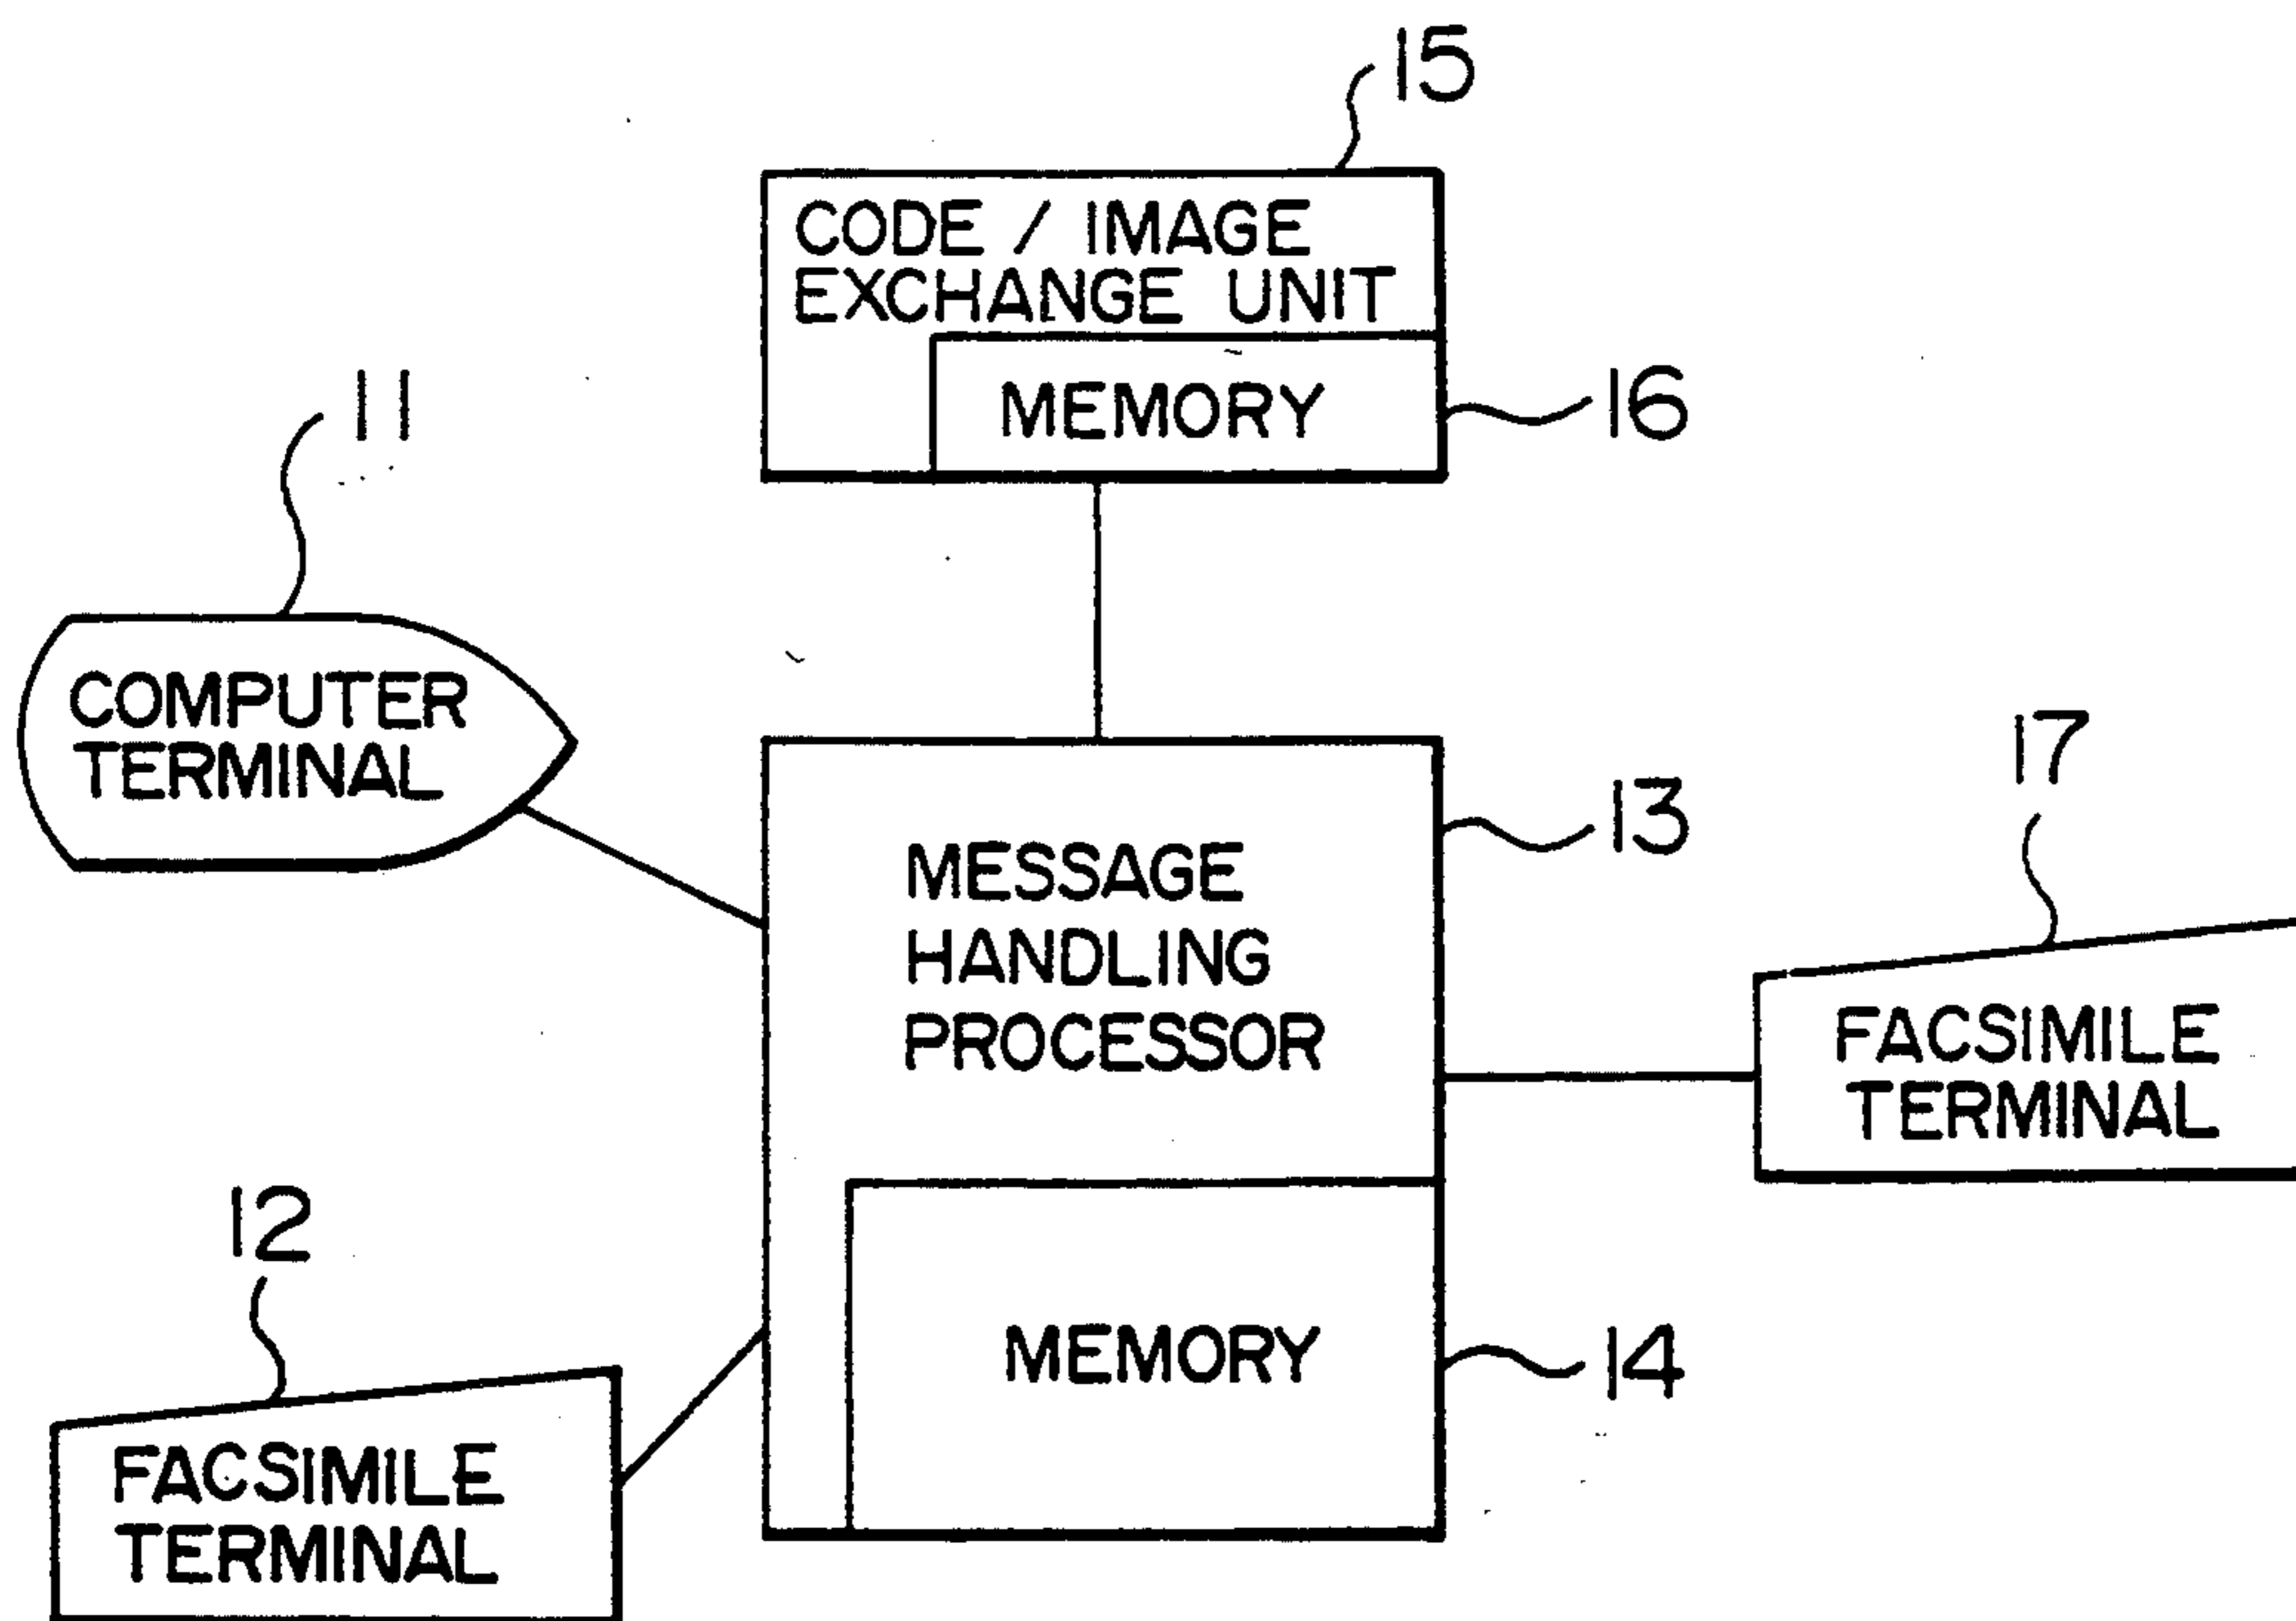 15
CODE / IMAGE
EXCHANGE UNIT
MEMORY
16
11
COMPUTER
TERMINAL
13
MESSAGE
HANDLING
PROCESSOR
17
FACSIMILE
TERMINAL
12
MEMORY
14
FACSIMILE
TERMINAL